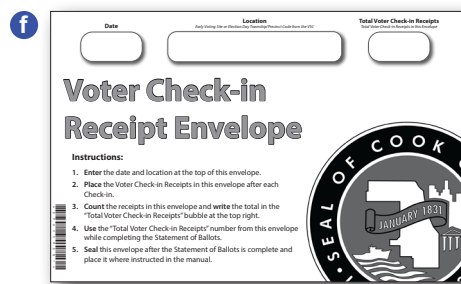 f
Date
Location
Early Voting Site or Election Day Township/Precinct Code from the VSC
Total Voter Check-in Receipts
Total Voter Check-in Receipts in this Envelope
Voter Check-in
Receipt Envelope
Instructions:
1. Enter the date and location at the top of this envelope.
2. Place the Voter Check-in Receipts in this envelope after each
Check-in.
3. Count the receipts in this envelope and write the total in the
"Total Voter Check-in Receipts" bubble at the top right.
4. Use the "Total Voter Check-in Receipts" number from this envelope
while completing the Statement of Ballots.
5. Seal this envelope after the Statement of Ballots is complete and
place it where instructed in the manual.
SEAL OF COOK
JANUARY 1831